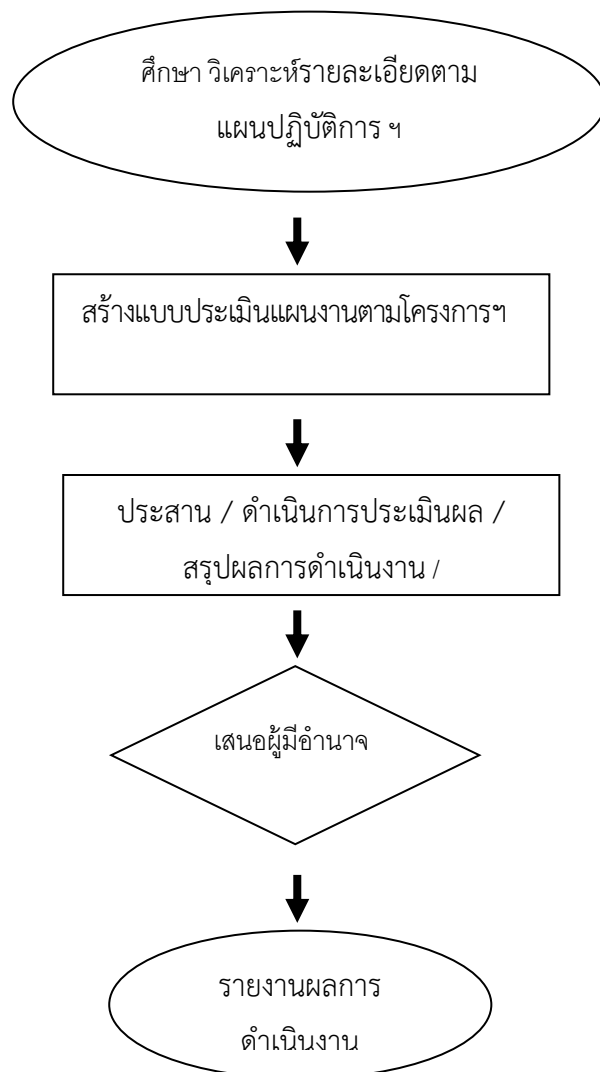 ศึกษา วิเคราะห์รายละเอียดตาม
แผนปฏิบัติการ ฯ
สร้างแบบประเมินแผนงานตามโครงการฯ
ประสาน / ดำเนินการประเมินผล /
สรุปผลการดำเนินงาน /
เสนอผู้มีอำนาจ
รายงานผลการ
ดำเนินงาน